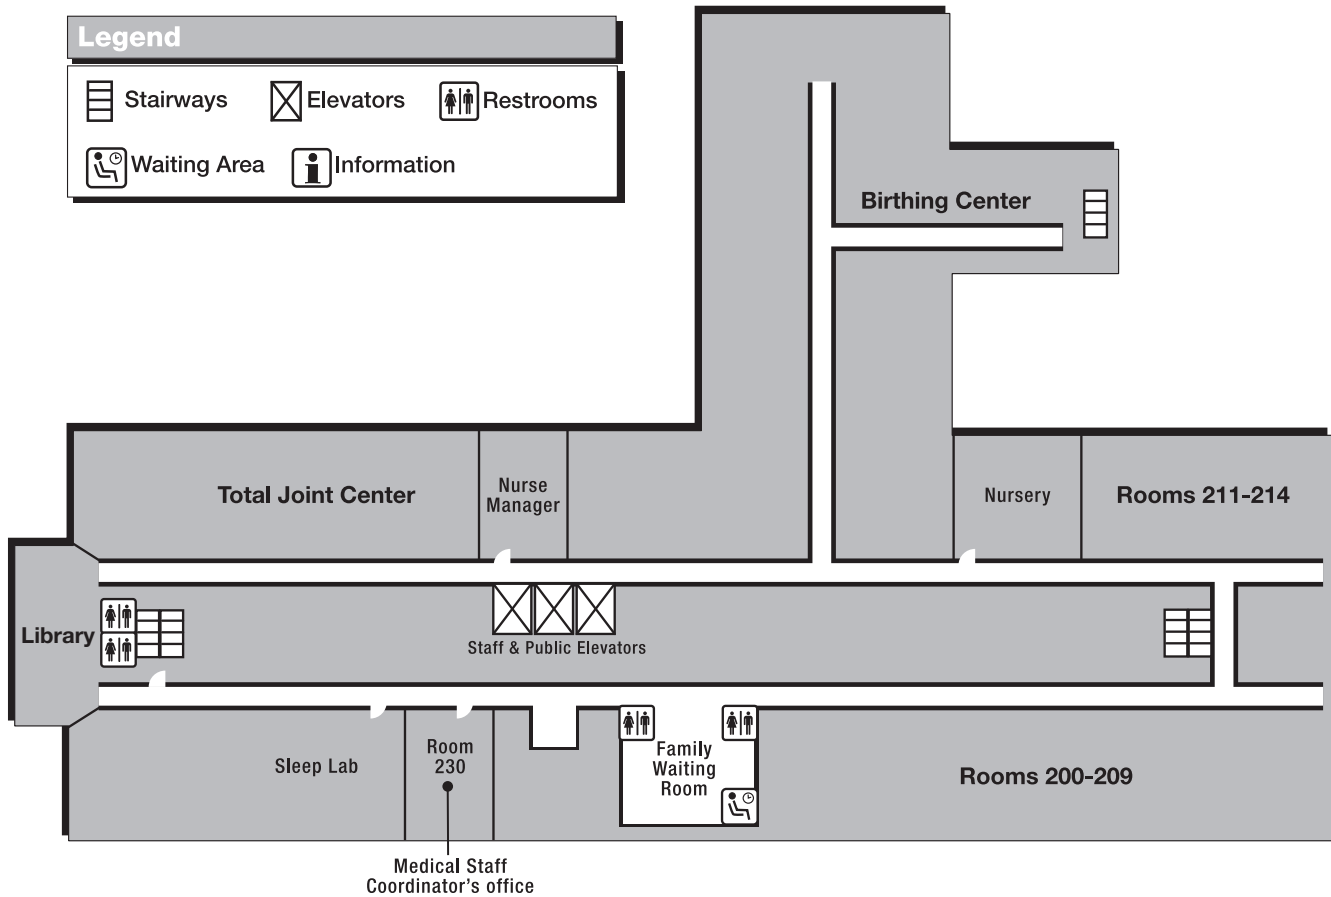 Legend
Stairways
Elevators
Restrooms
Waiting Area
Information
Birthing Center
Total Joint Center
Nurse
Manager
Nursery
Rooms 211-214
Library
Staff & Public Elevators
Sleep Lab
Room
230
Family
Waiting
Room
Rooms 200-209
Medical Staff
Coordinator's office